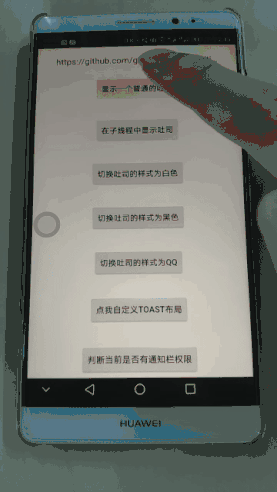 https://github.com/g
显示一个普通的
在子线程中显示吐司
切换吐司的样式为白色
切换吐司的样式为黑色
切换吐司的样式为QQ
点我自定义TOAST布局
判断当前是否有通知栏权限
HUAWEI